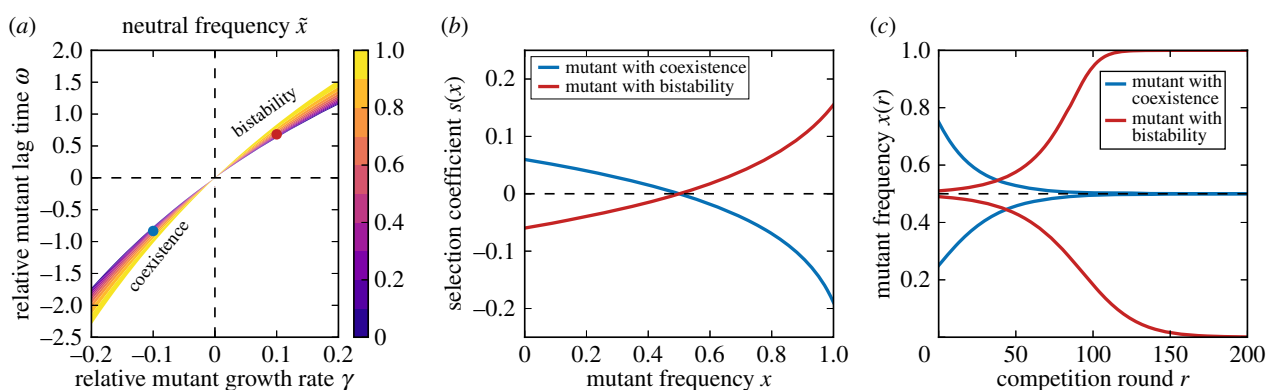 (a) neutral frequency x̃
2.0
1.5
1.0
0.5
0
−0.5
−1.0
−1.5
−2.0
−2.5
relative mutant lag time ω
bistability
coexistence
−0.2 −0.1 0 0.1 0.2
relative mutant growth rate γ
1.0
0.8
0.6
0.4
0.2
0
(b)
mutant with coexistence
mutant with bistability
0.2
0.1
0
−0.1
−0.2
selection coefficient s(x)
0 0.2 0.4 0.6 0.8 1.0
mutant frequency x
(c)
mutant with
coexistence
mutant with
bistability
1.0
0.8
0.6
0.4
0.2
mutant frequency x(r)
0 50 100 150 200
competition round r